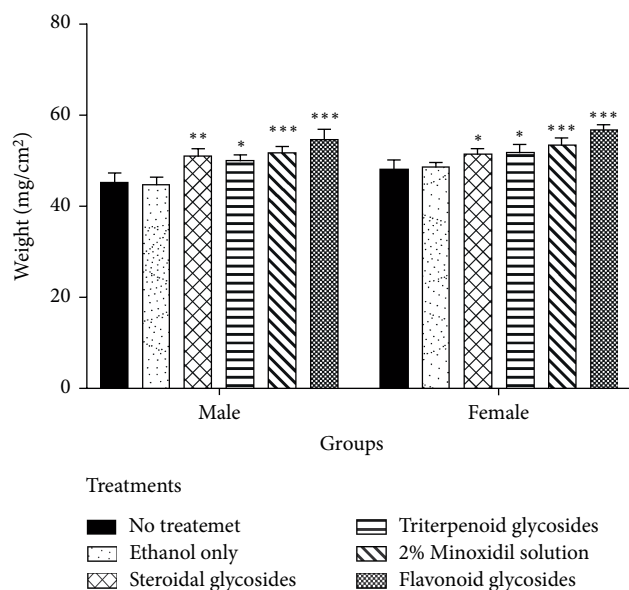 80
60
40
20
0
Weight (mg/cm²)
** * *** ***
* * *** ***
Male Female
Groups
Treatments
No treatemet
Ethanol only
Steroidal glycosides
Triterpenoid glycosides
2% Minoxidil solution
Flavonoid glycosides